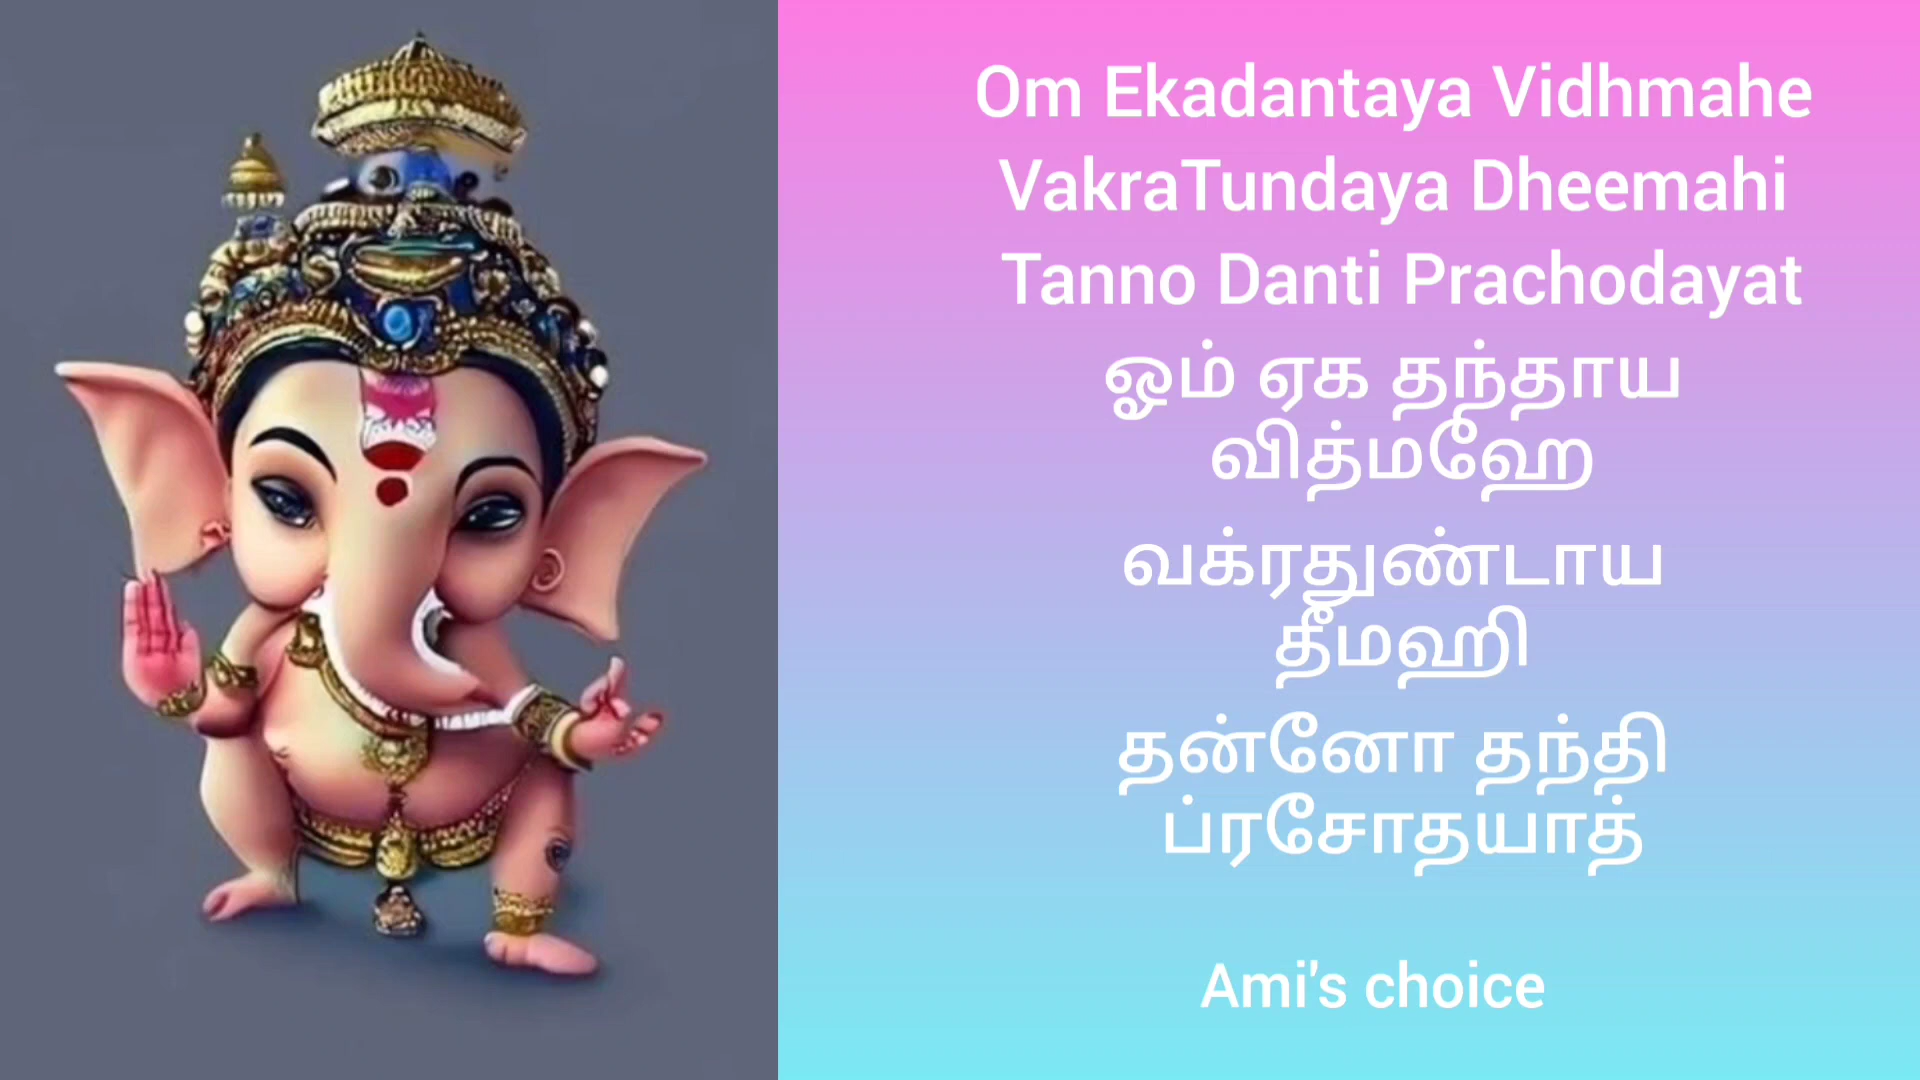 Om Ekadantaya Vidhmahe
VakraTundaya Dheemahi
Tanno Danti Prachodayat
ஓம் ஏக தந்தாய
வித்மஹே
வக்ரதுண்டாய
தீமஹி
தன்னோ தந்தி
ப்ரசோதயாத்
Ami's choice